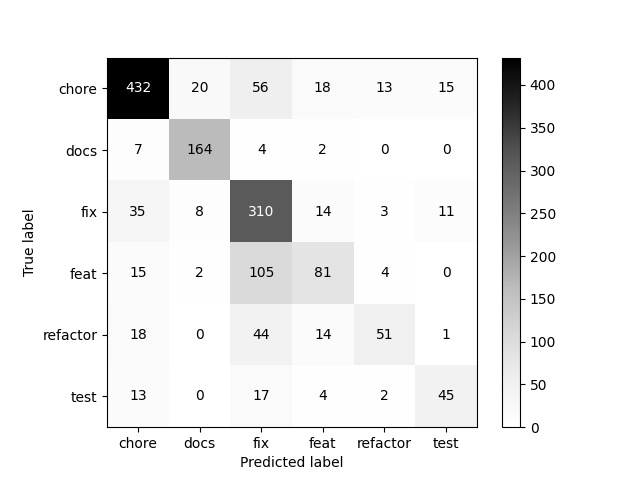 chore 432 20 56 18 13 15
docs 7 164 4 2 0 0
fix 35 8 310 14 3 11
feat 15 2 105 81 4 0
refactor 18 0 44 14 51 1
test 13 0 17 4 2 45
chore docs fix feat refactor test
Predicted label
True label
400
350
300
250
200
150
100
50
0